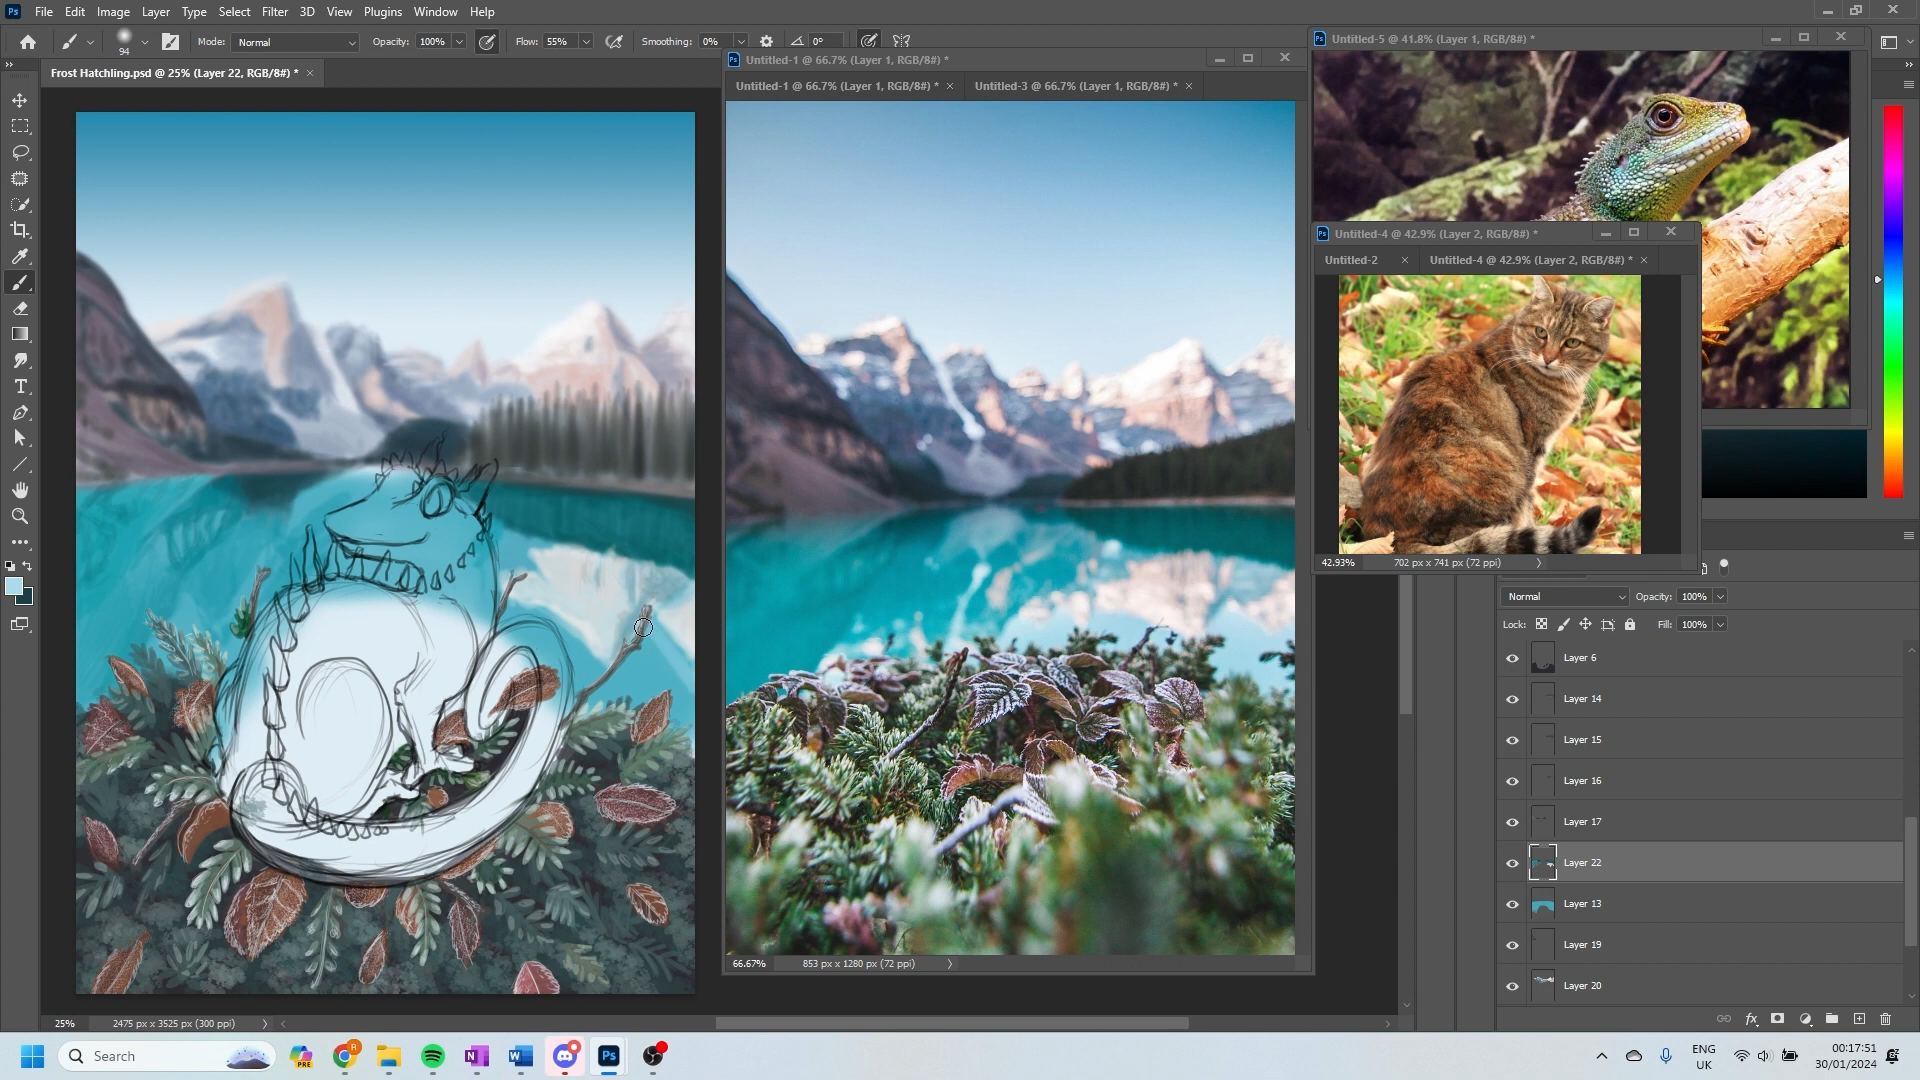 Ps File Edit Image Layer Type Select Filter 3D View Plugins Window Help
94 Mode: Normal Opacity: 100% Flow: 55% Smoothing: 0% 0°
Frost Hatchling.psd @ 25% (Layer 22, RGB/8#) * ×
Ps Untitled-1 @ 66.7% (Layer 1, RGB/8#) *
Untitled-1 @ 66.7% (Layer 1, RGB/8#) * × Untitled-3 @ 66.7% (Layer 1, RGB/8#) * ×
Ps Untitled-5 @ 41.8% (Layer 1, RGB/8#) *
Ps Untitled-4 @ 42.9% (Layer 2, RGB/8#) *
Untitled-2 × Untitled-4 @ 42.9% (Layer 2, RGB/8#) * ×
42.93% 702 px x 741 px (72 ppi)
Normal Opacity: 100%
Lock: Fill: 100%
Layer 6
Layer 14
Layer 15
Layer 16
Layer 17
Layer 22
Layer 13
Layer 19
Layer 20
66.67% 853 px x 1280 px (72 ppi)
25% 2475 px x 3525 px (300 ppi)
Search
PRE
R
N
W
Ps
ENG
UK
00:17:51
30/01/2024